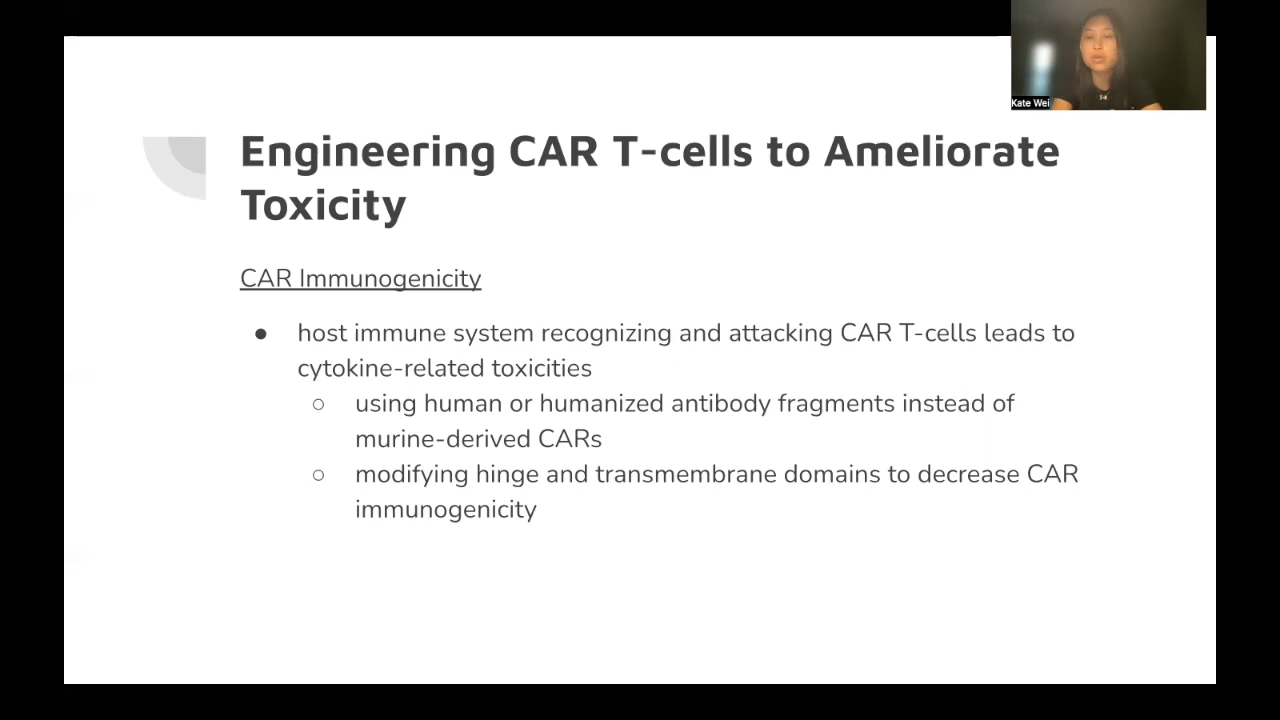 Kate Wei
Engineering CAR T-cells to Ameliorate
Toxicity
CAR Immunogenicity
● host immune system recognizing and attacking CAR T-cells leads to
cytokine-related toxicities
○ using human or humanized antibody fragments instead of
murine-derived CARs
○ modifying hinge and transmembrane domains to decrease CAR
immunogenicity